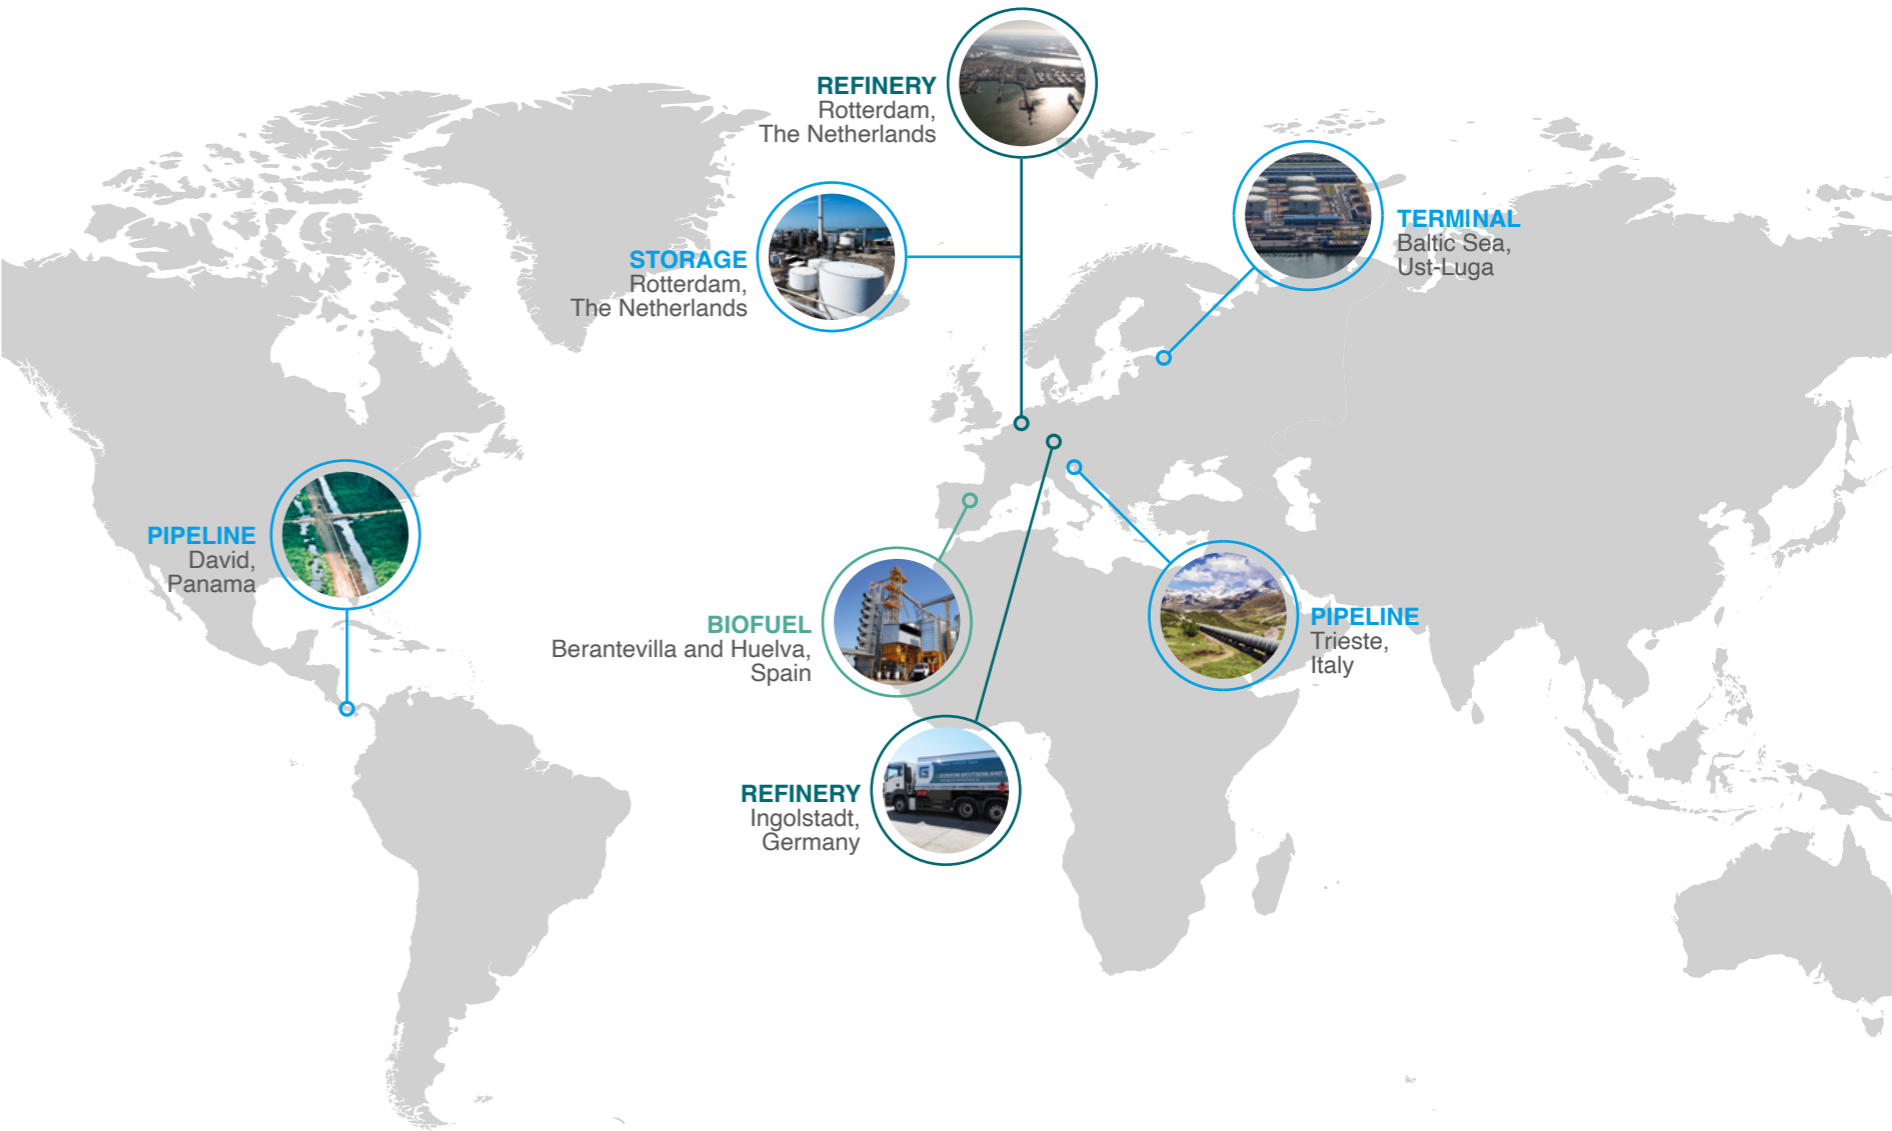 REFINERY
Rotterdam,
The Netherlands
TERMINAL
Baltic Sea,
Ust-Luga
STORAGE
Rotterdam,
The Netherlands
PIPELINE
David,
Panama
BIOFUEL
Berantevilla and Huelva,
Spain
PIPELINE
Trieste,
Italy
REFINERY
Ingolstadt,
Germany
G